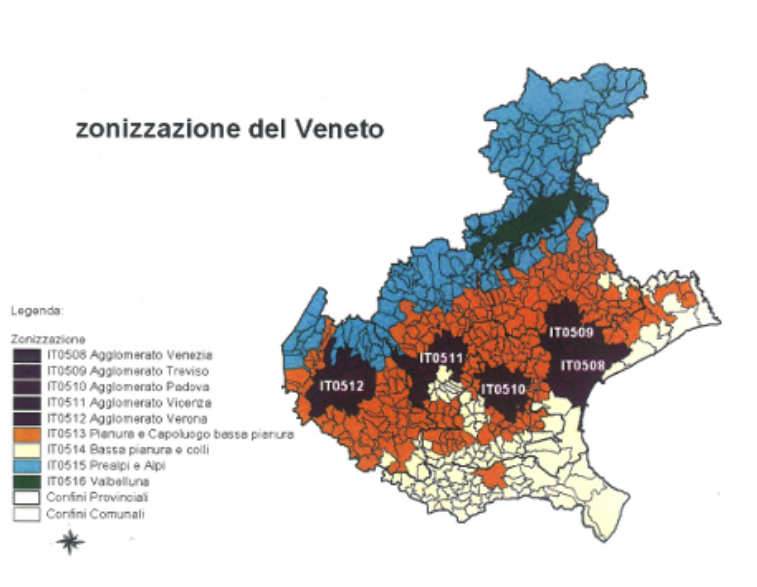 zonizzazione del Veneto
IT0509
IT0508
IT0511
IT0512
IT0510
Legenda:
Zonizzazione
IT0508 Agglomerato Venezia
IT0509 Agglomerato Treviso
IT0510 Agglomerato Padova
IT0511 Agglomerato Vicenza
IT0512 Agglomerato Verona
IT0513 Pianura e Capoluogo bassa pianura
IT0514 Bassa pianura e colli
IT0515 Prealpi e Alpi
IT0516 Valbelluna
Confini Provinciali
Confini Comunali